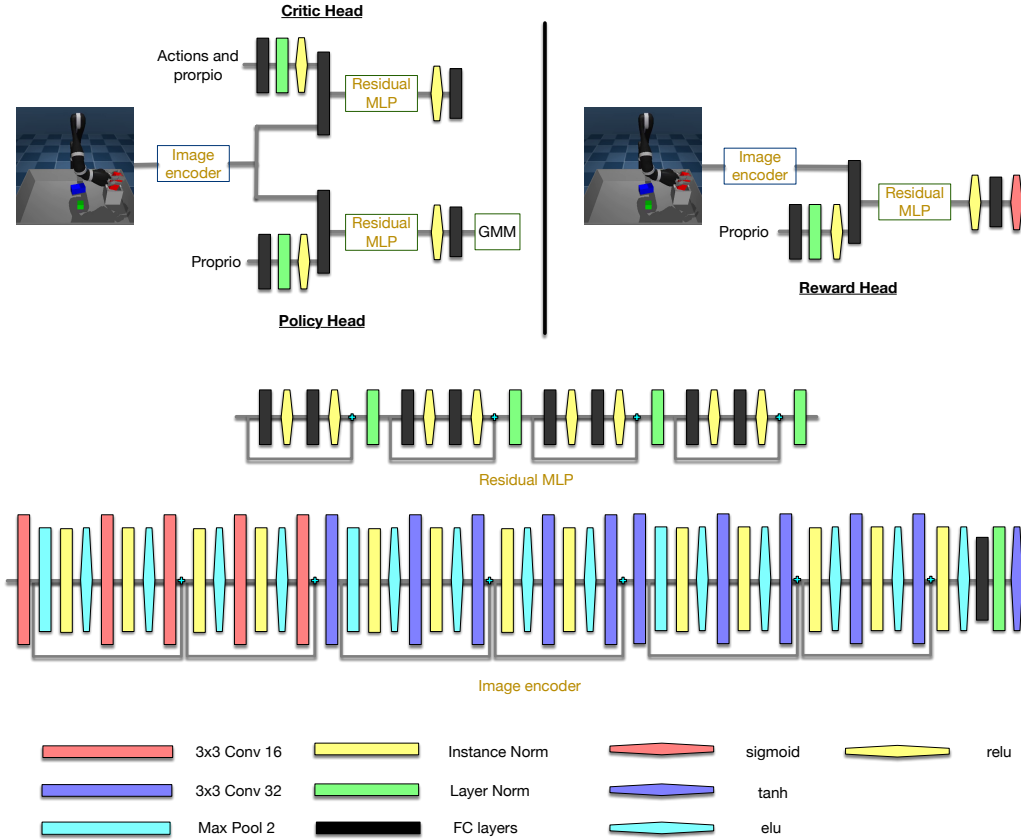 Critic Head
Actions and
prorpio
Residual
MLP
Image
encoder
Residual
MLP
GMM
Proprio
Policy Head
Image
encoder
Residual
MLP
Proprio
Reward Head
Residual MLP
Image encoder
3x3 Conv 16
Instance Norm
sigmoid
relu
3x3 Conv 32
Layer Norm
tanh
Max Pool 2
FC layers
elu